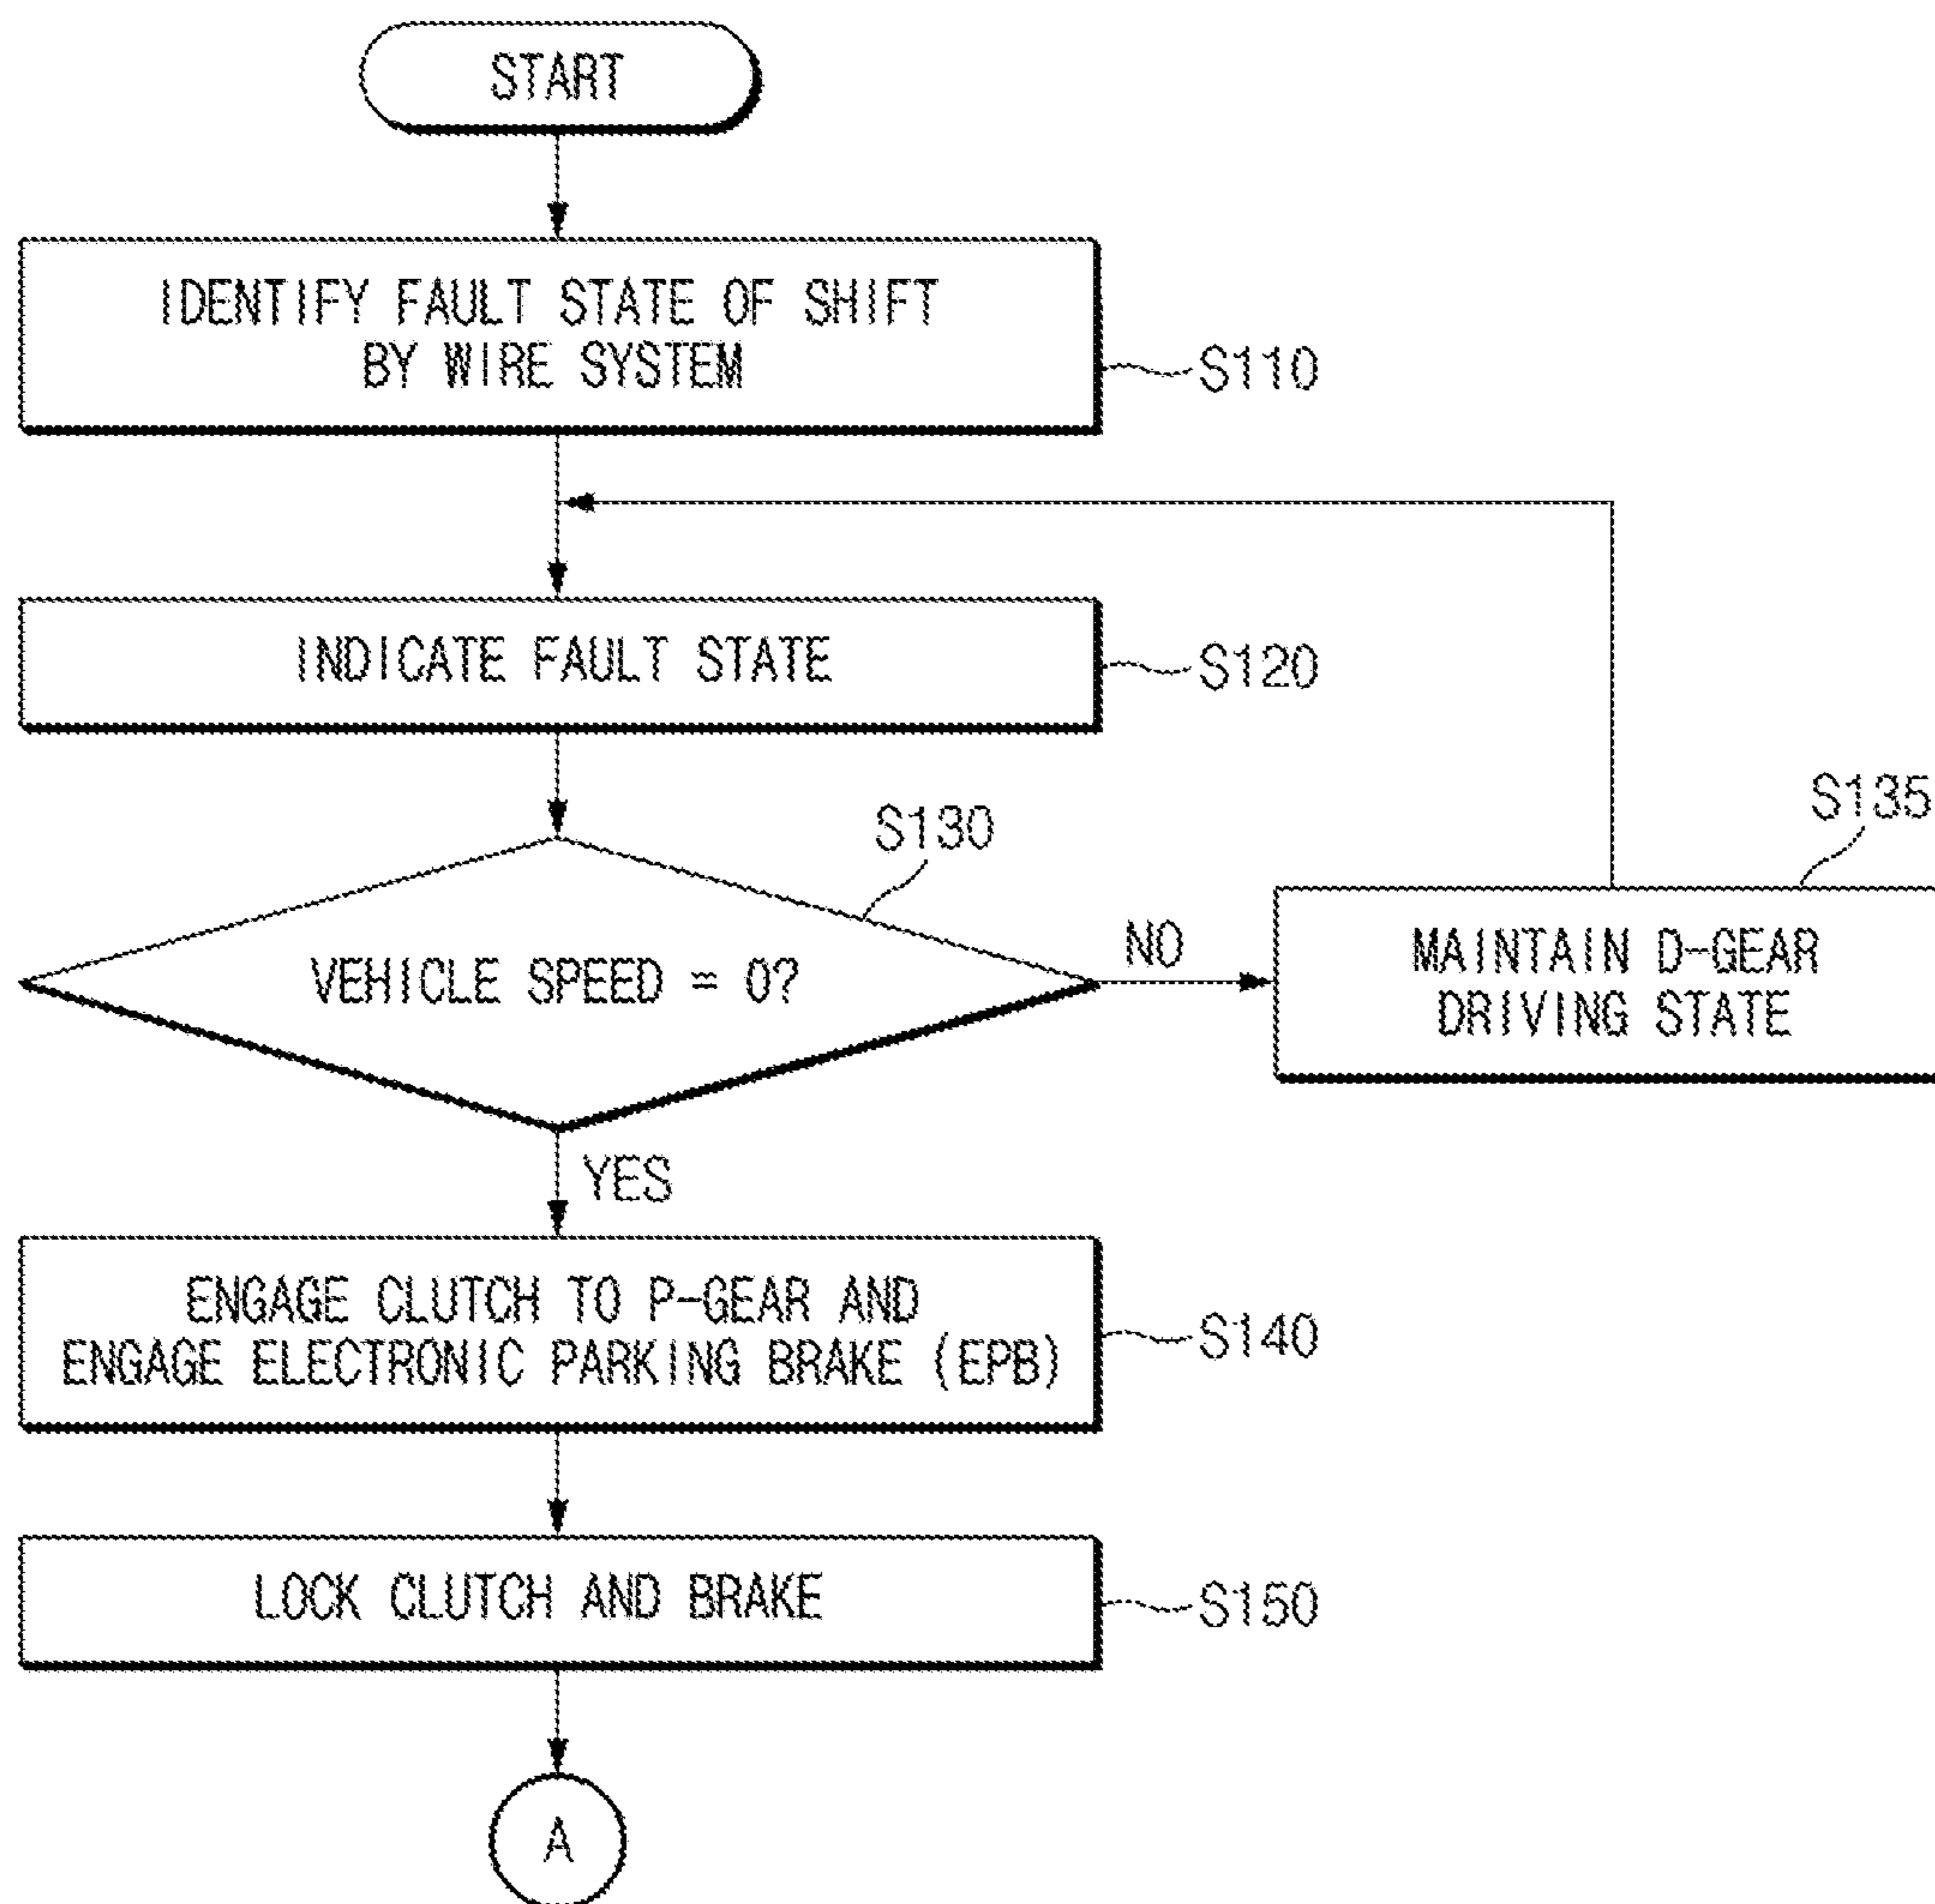 START
IDENTIFY FAULT STATE OF SHIFT
BY WIRE SYSTEM
S110
INDICATE FAULT STATE
S120
S130
VEHICLE SPEED = 0?
NO
S135
MAINTAIN D-GEAR
DRIVING STATE
YES
ENGAGE CLUTCH TO P-GEAR AND
ENGAGE ELECTRONIC PARKING BRAKE (EPB)
S140
LOCK CLUTCH AND BRAKE
S150
A